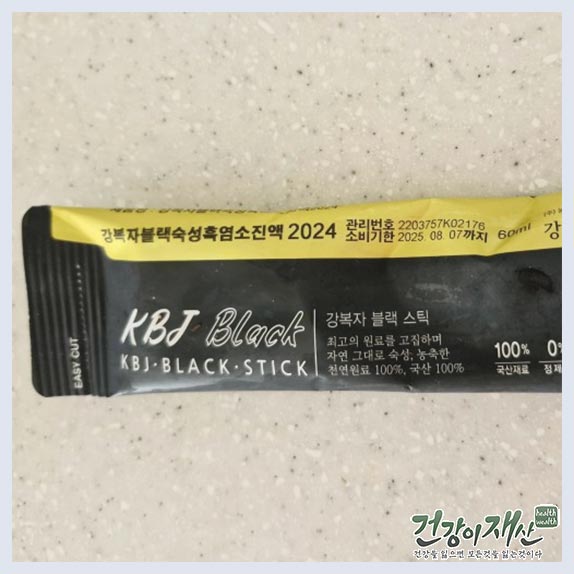 강복자블랙숙성흑염소진액 2024
관리번호 2203757K02176
소비기한 2025. 08. 07까지
60ml
강
KBJ Black
KBJ·BLACK·STICK
강복자 블랙 스틱
최고의 원료를 고집하며
자연 그대로 숙성, 농축한
천연원료 100%, 국산 100%
100%
국산재료
0%
정제
EASY CUT
건강이재산
health
wealth
건강을 잃으면 모든것을 잃는것이다